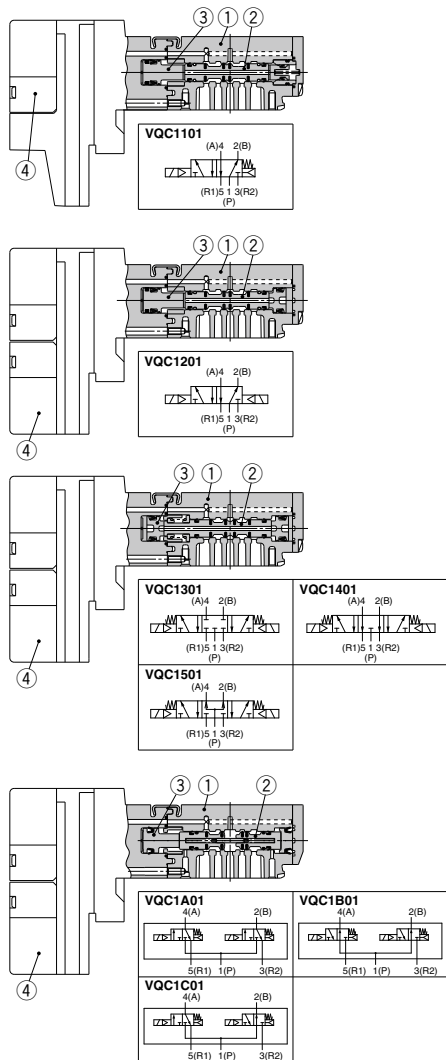 ③ ① ②
④
VQC1101
(A)4 2(B)
(R1)5 1 3(R2)
(P)
③ ① ②
④
VQC1201
(A)4 2(B)
(R1)5 1 3(R2)
(P)
③ ① ②
④
VQC1301
(A)4 2(B)
(R1)5 1 3(R2)
(P)
VQC1401
(A)4 2(B)
(R1)5 1 3(R2)
(P)
VQC1501
(A)4 2(B)
(R1)5 1 3(R2)
(P)
③ ① ②
④
VQC1A01
4(A) 2(B)
5(R1) 1(P) 3(R2)
VQC1B01
4(A) 2(B)
5(R1) 1(P) 3(R2)
VQC1C01
4(A) 2(B)
5(R1) 1(P) 3(R2)